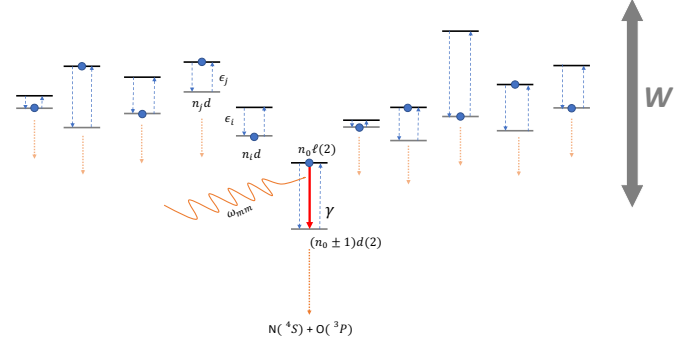 W
ϵⱼ
nⱼd
ϵᵢ
nᵢd
n₀ℓ(2)
ωₘₘ
γ
(n₀ ± 1)d(2)
N(⁴S) + O(³P)